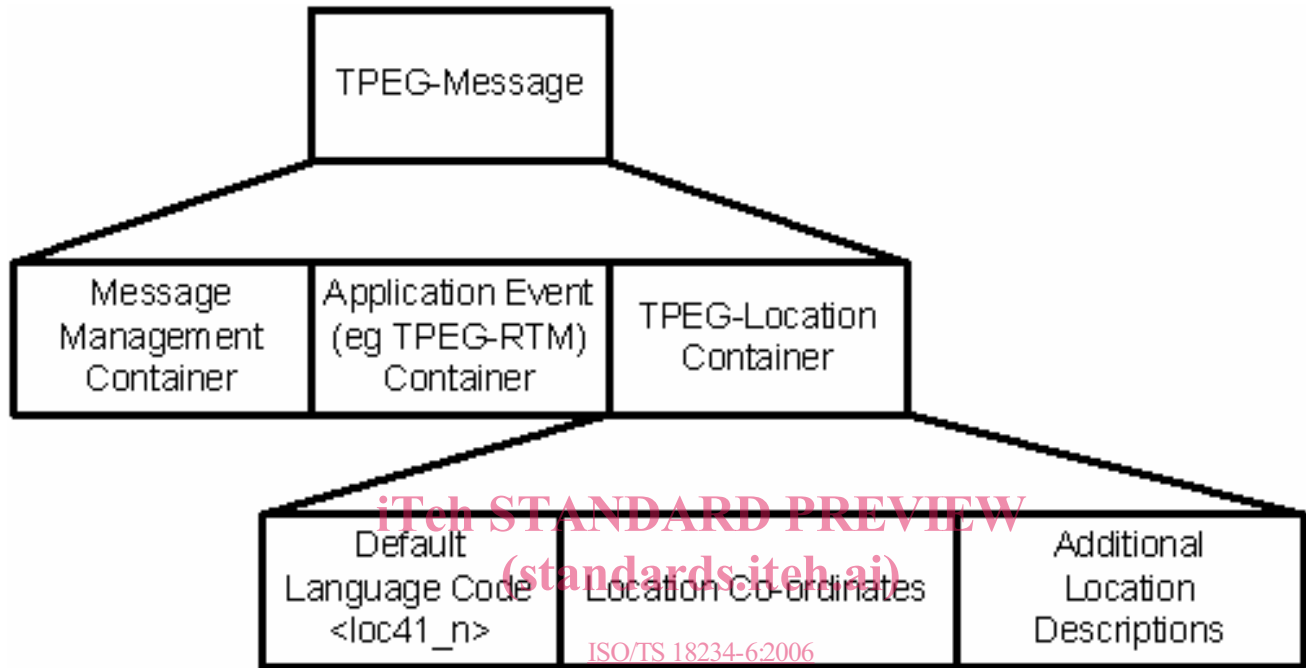 TPEG-Message
Message
Management
Container
Application Event
(eg TPEG-RTM)
Container
TPEG-Location
Container
iTeh STANDARD PREVIEW
(standards.iteh.ai)
Default
Language Code
<loc41_n>
Location Co-ordinates
Additional
Location
Descriptions
ISO/TS 18234-6:2006